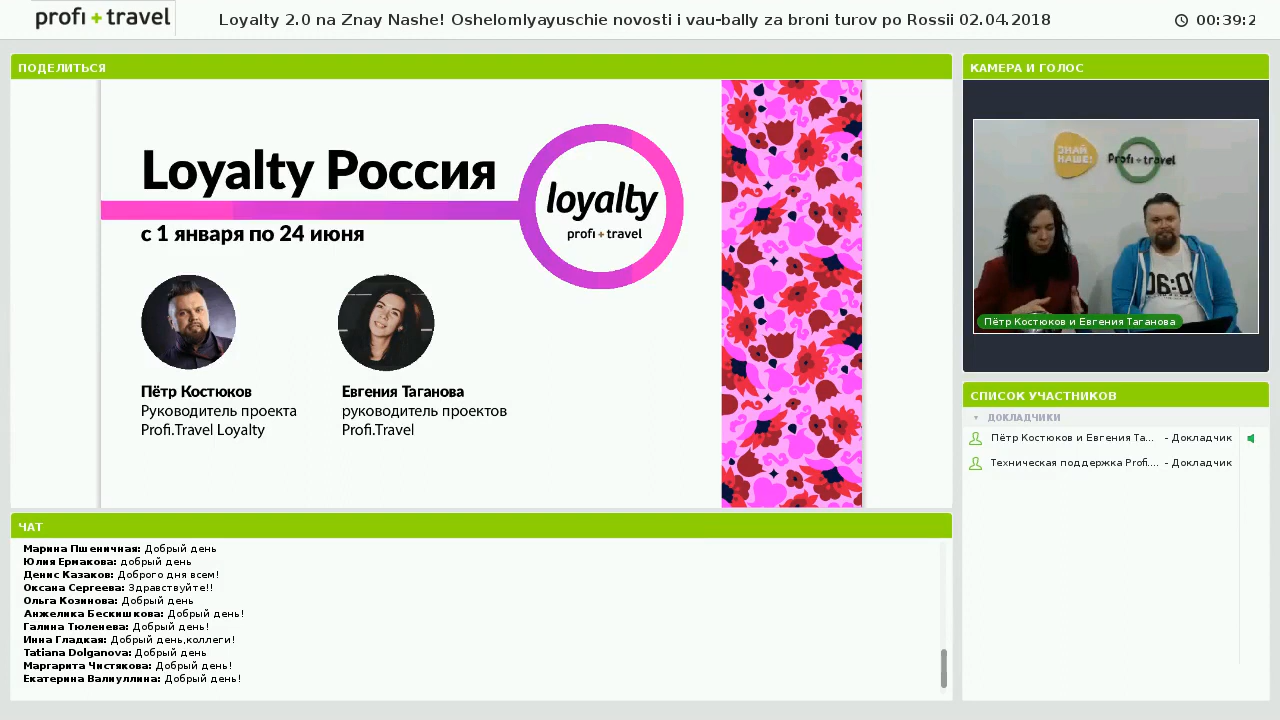 profi + travel
Loyalty 2.0 na Znay Nashe! Oshelomlyayuschie novosti i vau-bally za broni turov po Rossii 02.04.2018
00:39:2
ПОДЕЛИТЬСЯ
Loyalty Россия
с 1 января по 24 июня
loyalty
profi + travel
Пётр Костюков
Руководитель проекта
Profi.Travel Loyalty
Евгения Таганова
руководитель проектов
Profi.Travel
КАМЕРА И ГОЛОС
ЗНАЙ
НАШЕ!
Profi + travel
06:0
Пётр Костюков и Евгения Таганова
СПИСОК УЧАСТНИКОВ
ДОКЛАДЧИКИ
Пётр Костюков и Евгения Та... – Докладчик
Техническая поддержка Profi.... – Докладчик
ЧАТ
Марина Пшеничная: Добрый день
Юлия Ермакова: добрый день
Денис Казаков: Доброго дня всем!
Оксана Сергеева: Здравствуйте!!
Ольга Козинова: Добрый день
Анжелика Бескишкова: Добрый день!
Галина Тюленева: Добрый день!
Инна Гладкая: Добрый день,коллеги!
Tatiana Dolganova: Добрый день
Маргарита Чистякова: Добрый день!
Екатерина Валиуллина: Добрый день!